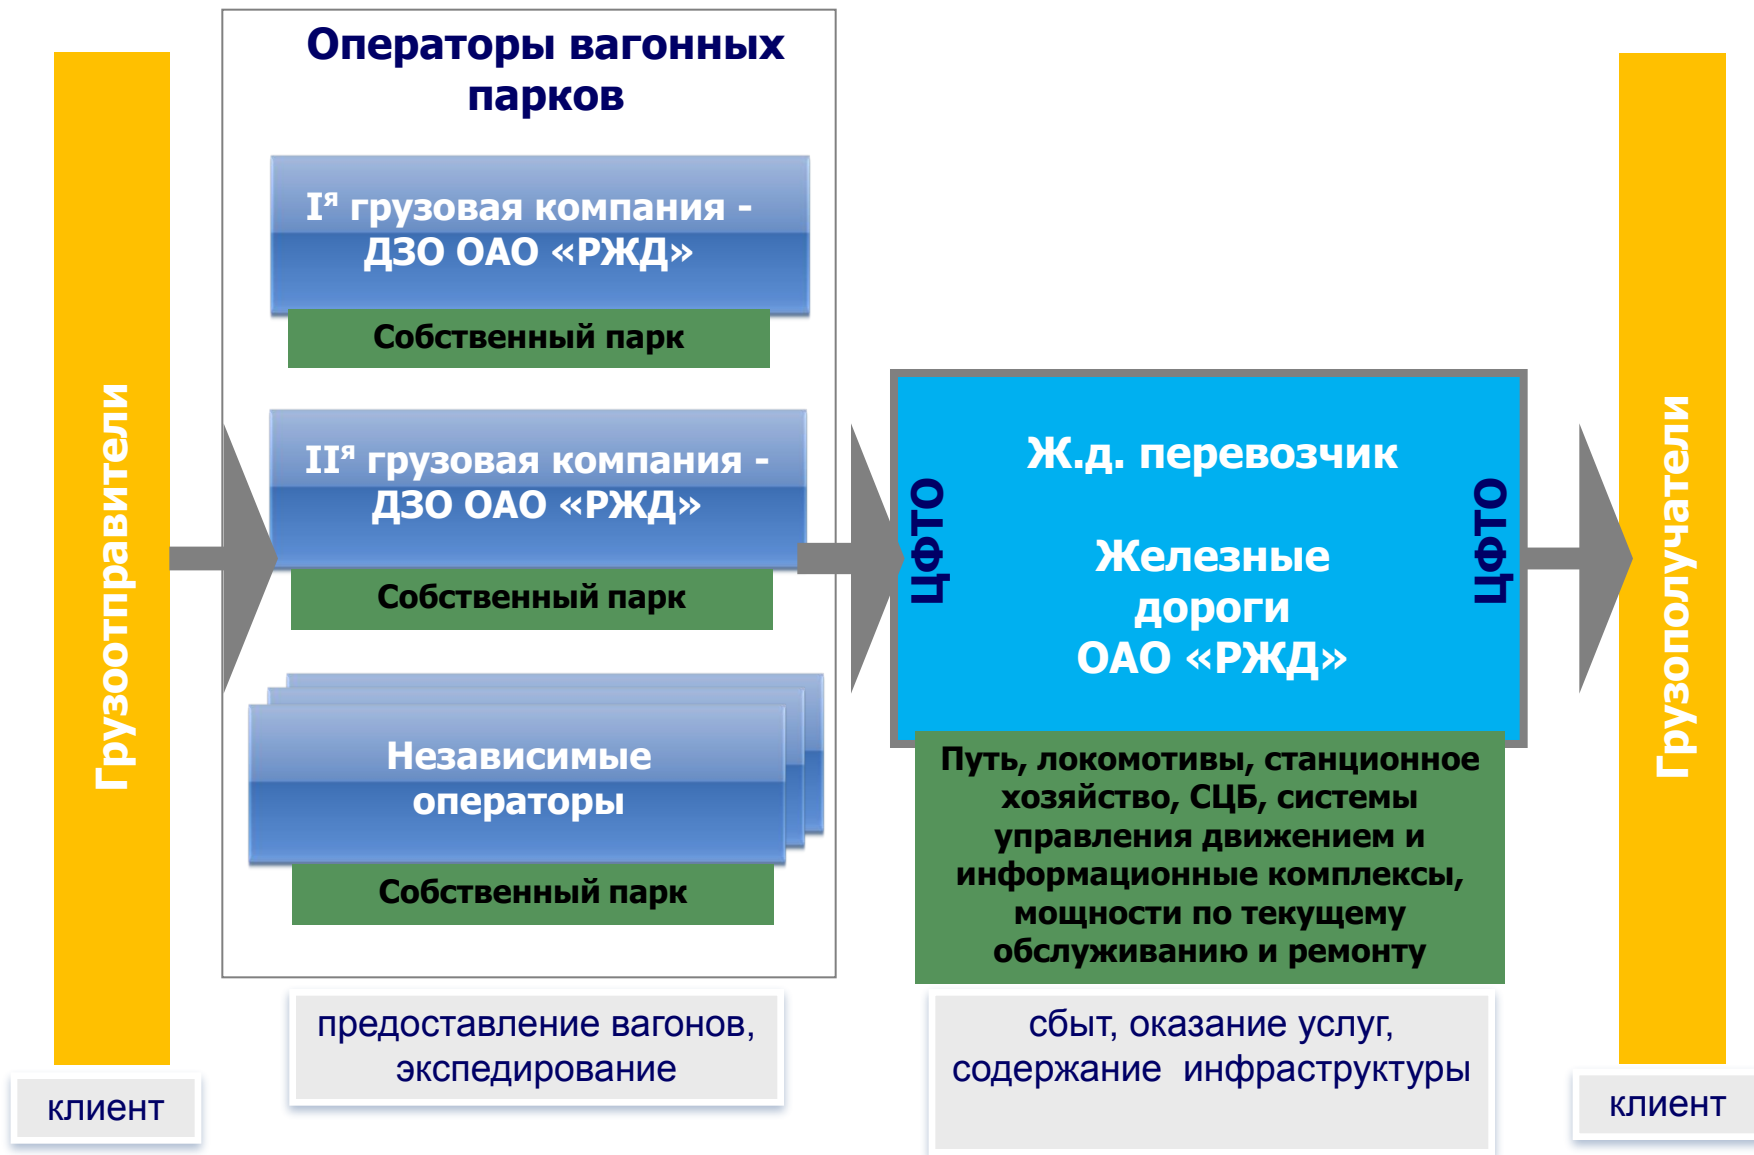 Грузоотправители
клиент
Операторы вагонных
парков
Iя грузовая компания -
ДЗО ОАО «РЖД»
Собственный парк
IIя грузовая компания -
ДЗО ОАО «РЖД»
Собственный парк
Независимые
операторы
Собственный парк
предоставление вагонов,
экспедирование
ЦФТО
Ж.д. перевозчик
Железные
дороги
ОАО «РЖД»
ЦФТО
Путь, локомотивы, станционное
хозяйство, СЦБ, системы
управления движением и
информационные комплексы,
мощности по текущему
обслуживанию и ремонту
сбыт, оказание услуг,
содержание инфраструктуры
Грузополучатели
клиент